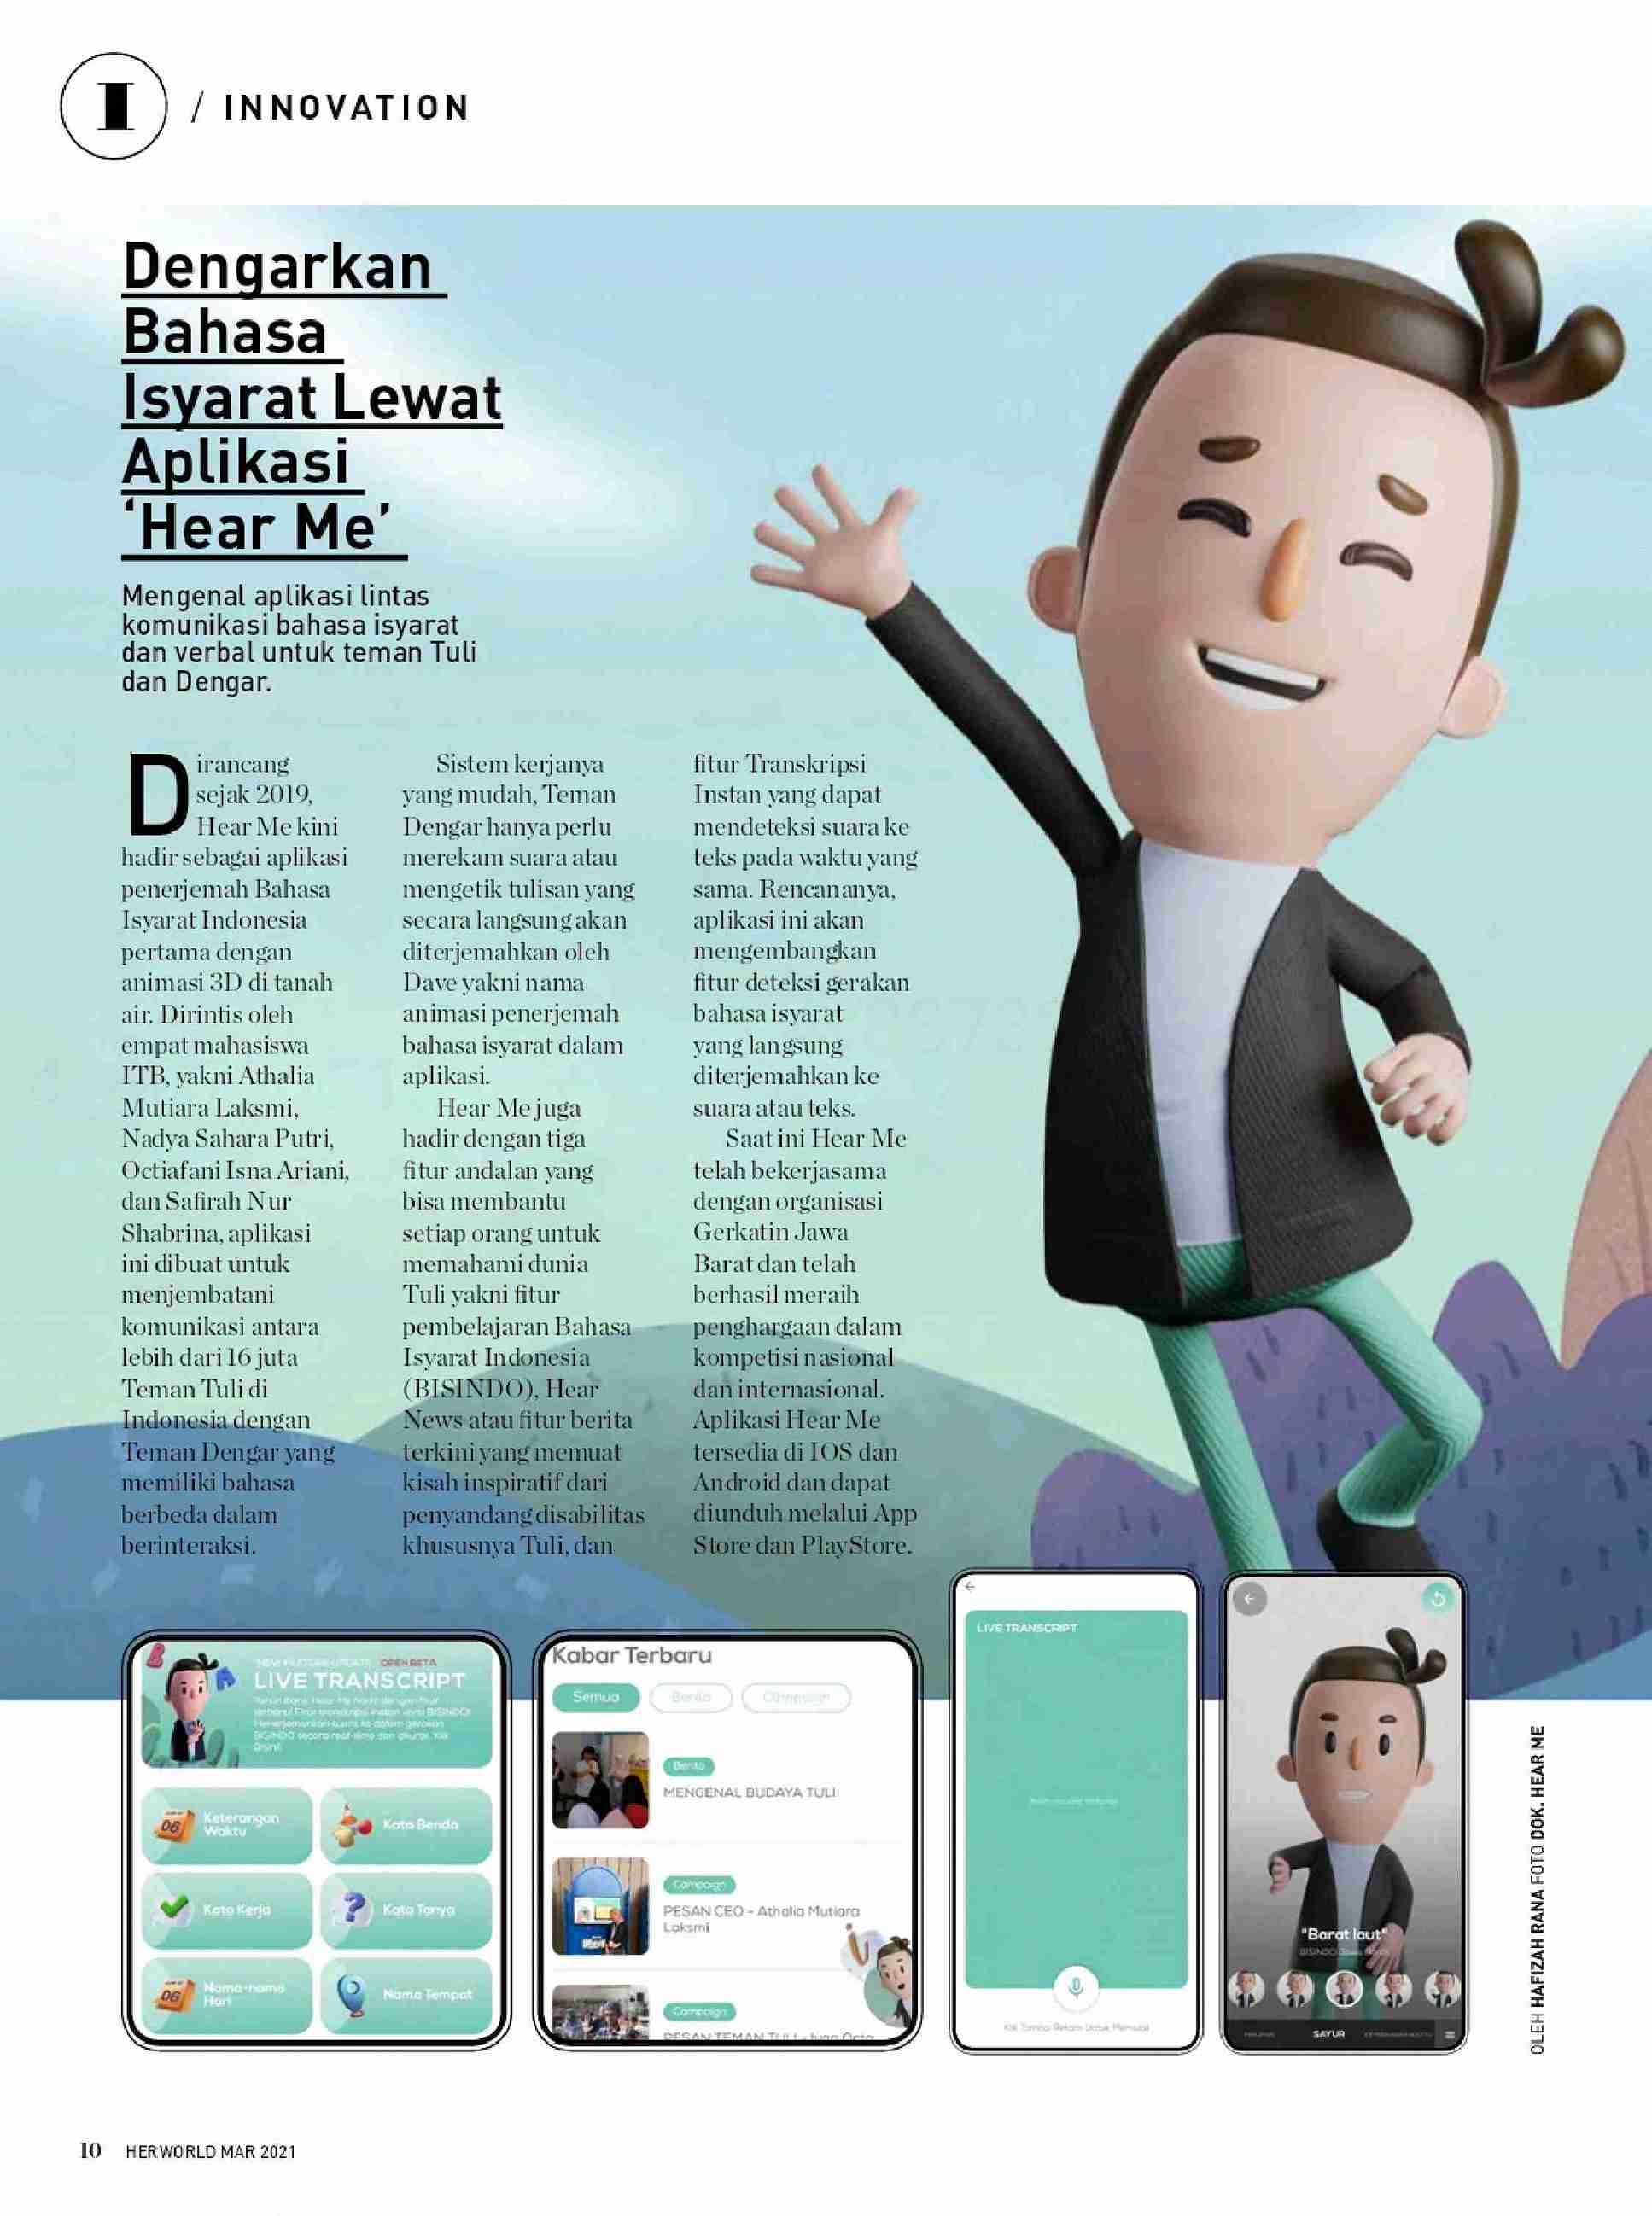 I / INNOVATION
Dengarkan
Bahasa
Isyarat Lewat
Aplikasi
‘Hear Me’
Mengenal aplikasi lintas
komunikasi bahasa isyarat
dan verbal untuk teman Tuli
dan Dengar.
Dirancang
sejak 2019,
Hear Me kini
hadir sebagai aplikasi
penerjemah Bahasa
Isyarat Indonesia
pertama dengan
animasi 3D di tanah
air. Dirintis oleh
empat mahasiswa
ITB, yakni Athalia
Mutiara Laksmi,
Nadya Sahara Putri,
Octiafani Isna Ariani,
dan Safirah Nur
Shabrina, aplikasi
ini dibuat untuk
menjembatani
komunikasi antara
lebih dari 16 juta
Teman Tuli di
Indonesia dengan
Teman Dengar yang
memiliki bahasa
berbeda dalam
berinteraksi.
Sistem kerjanya
yang mudah, Teman
Dengar hanya perlu
merekam suara atau
mengetik tulisan yang
secara langsung akan
diterjemahkan oleh
Dave yakni nama
animasi penerjemah
bahasa isyarat dalam
aplikasi.
Hear Me juga
hadir dengan tiga
fitur andalan yang
bisa membantu
setiap orang untuk
memahami dunia
Tuli yakni fitur
pembelajaran Bahasa
Isyarat Indonesia
(BISINDO), Hear
News atau fitur berita
terkini yang memuat
kisah inspiratif dari
penyandang disabilitas
khususnya Tuli, dan
fitur Transkripsi
Instan yang dapat
mendeteksi suara ke
teks pada waktu yang
sama. Rencananya,
aplikasi ini akan
mengembangkan
fitur deteksi gerakan
bahasa isyarat
yang langsung
diterjemahkan ke
suara atau teks.
Saat ini Hear Me
telah bekerjasama
dengan organisasi
Gerkatin Jawa
Barat dan telah
berhasil meraih
penghargaan dalam
kompetisi nasional
dan internasional.
Aplikasi Hear Me
tersedia di IOS dan
Android dan dapat
diunduh melalui App
Store dan PlayStore.
OPEN BETA
LIVE TRANSCRIPT
Keterangan
Waktu
Kata Benda
Kata Kerja
Kata Tanya
Nama-nama
Hari
Nama Tempat
06
06
Kabar Terbaru
Semua
Berita
Campaign
Berita
MENGENAL BUDAYA TULI
Campaign
PESAN CEO - Athalia Mutiara
Laksmi
Campaign
PESAN TEMAN TULI - Ivan Octa
LIVE TRANSCRIPT
Klik Tombol Rekam Untuk Memulai
"Barat laut"
SAYUR
OLEH HAFIZAH RANA FOTO DOK. HEAR ME
10 HERWORLD MAR 2021